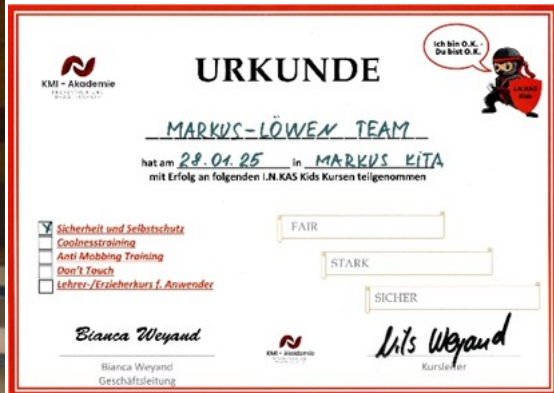 KMI - Akademie
URKUNDE
Ich bin O.K. -
Du bist O.K.
I.N.KAS
Kids
MARKUS-LÖWEN TEAM
hat am 28.01.25 in MARKUS KITA
mit Erfolg an folgenden I.N.KAS Kids Kursen teilgenommen
Sicherheit und Selbstschutz
Coolnesstraining
Anti Mobbing Training
Don't Touch
Lehrer-/Erzieherkurs f. Anwender
FAIR
STARK
SICHER
Bianca Weyand
Bianca Weyand
Geschäftsleitung
KMI - Akademie
Weyand
Kursleiter